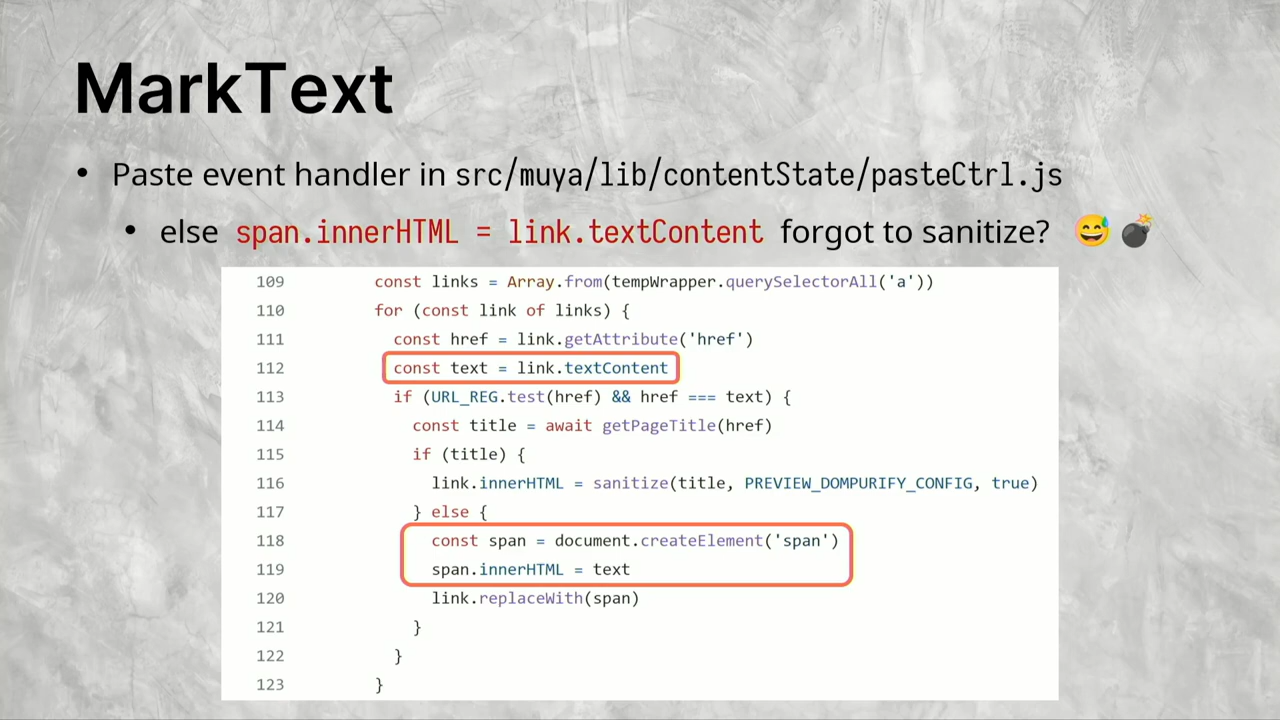 MarkText
• Paste event handler in src/muya/lib/contentState/pasteCtrl.js
• else span.innerHTML = link.textContent forgot to sanitize? 😅 💣
109 const links = Array.from(tempWrapper.querySelectorAll('a'))
110 for (const link of links) {
111 const href = link.getAttribute('href')
112 const text = link.textContent
113 if (URL_REG.test(href) && href === text) {
114 const title = await getPageTitle(href)
115 if (title) {
116 link.innerHTML = sanitize(title, PREVIEW_DOMPURIFY_CONFIG, true)
117 } else {
118 const span = document.createElement('span')
119 span.innerHTML = text
120 link.replaceWith(span)
121 }
122 }
123 }